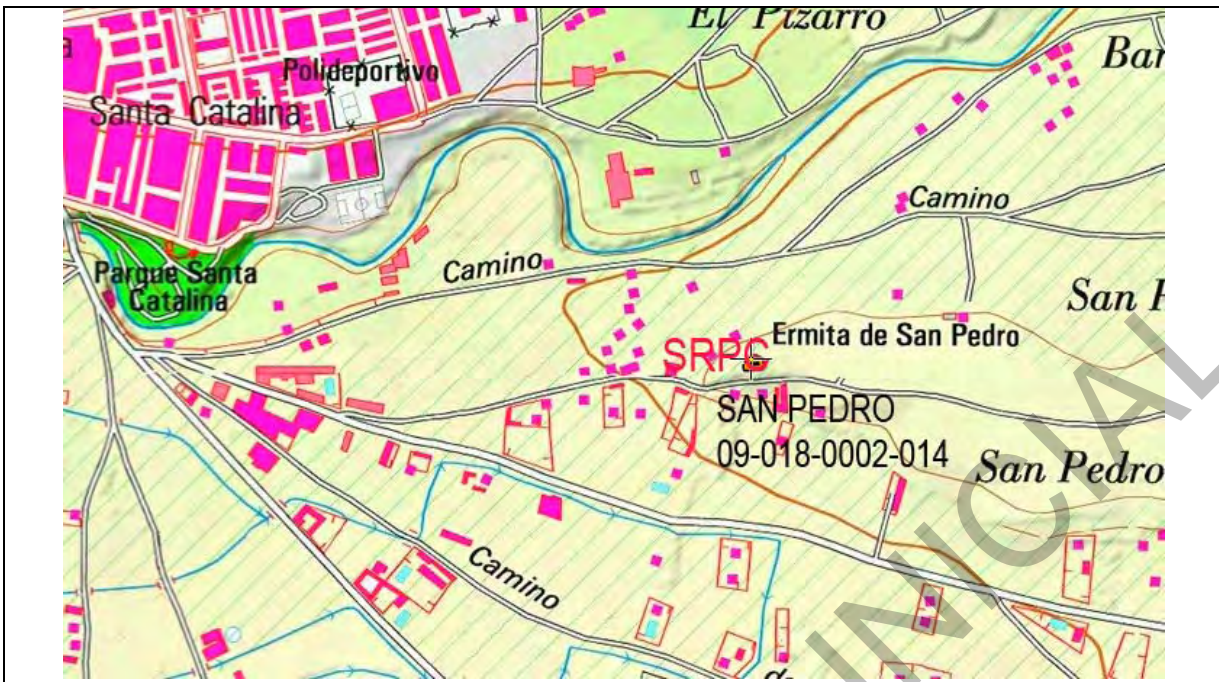 El Pizarro
Bar
Polideportivo
Santa Catalina
Camino
Camino
Parque Santa
Catalina
San P
Ermita de San Pedro
SRPC
SAN PEDRO
09-018-0002-014
San Pedro
Camino
INCIAL